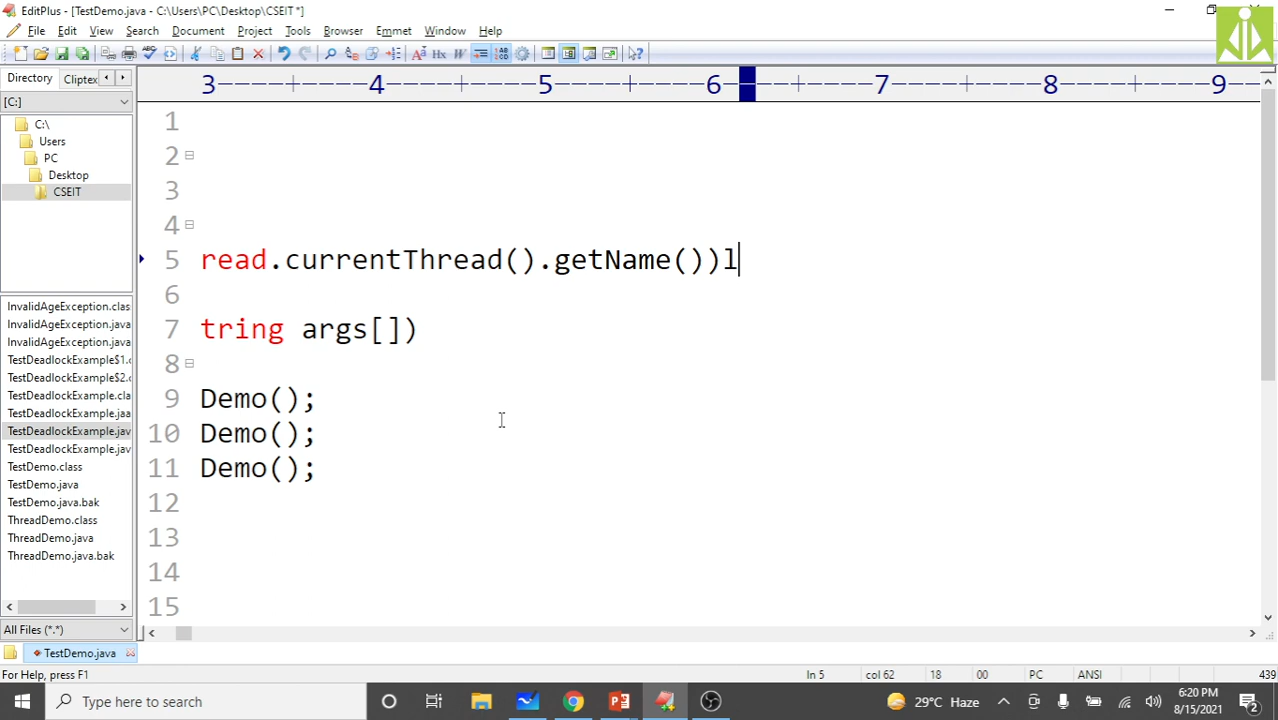 EditPlus - [TestDemo.java - C:\Users\PC\Desktop\CSEIT *]
File Edit View Search Document Project Tools Browser Emmet Window Help
Directory Cliptex
[C:]
3----+----4----+----5----+----6----+----7----+----8----+----9
C:\
Users
PC
Desktop
CSEIT
1
2
3
4
5 read.currentThread().getName())l
6
7 tring args[])
8
9 Demo();
10 Demo();
11 Demo();
12
13
14
15
InvalidAgeException.clas
InvalidAgeException.java
InvalidAgeException.java
TestDeadlockExample$1.c
TestDeadlockExample$2.c
TestDeadlockExample.cla
TestDeadlockExample.jaa
TestDeadlockExample.jav
TestDeadlockExample.jav
TestDemo.class
TestDemo.java
TestDemo.java.bak
ThreadDemo.class
ThreadDemo.java
ThreadDemo.java.bak
All Files (*.*)
TestDemo.java
For Help, press F1 ln 5 col 62 18 00 PC ANSI 439
Type here to search 29°C Haze 6:20 PM
8/15/2021 2